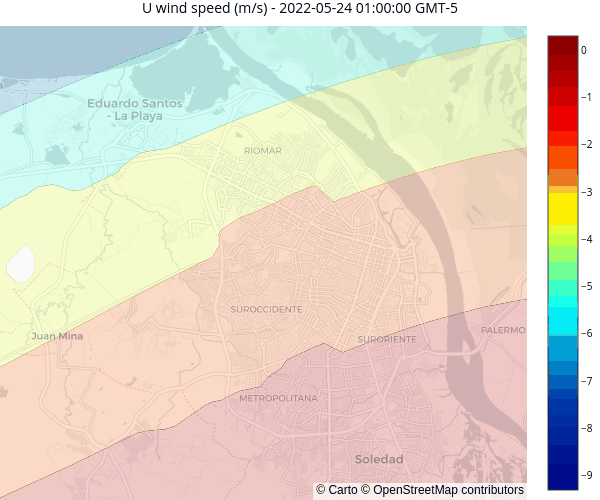 U wind speed (m/s) - 2022-05-24 01:00:00 GMT-5
0
Eduardo Santos
- La Playa
−1
RIOMAR
−2
−3
−4
−5
SUROCCIDENTE
Juan Mina
SURORIENTE
PALERMO
−6
−7
METROPOLITANA
−8
Soledad
−9
© Carto © OpenStreetMap contributors